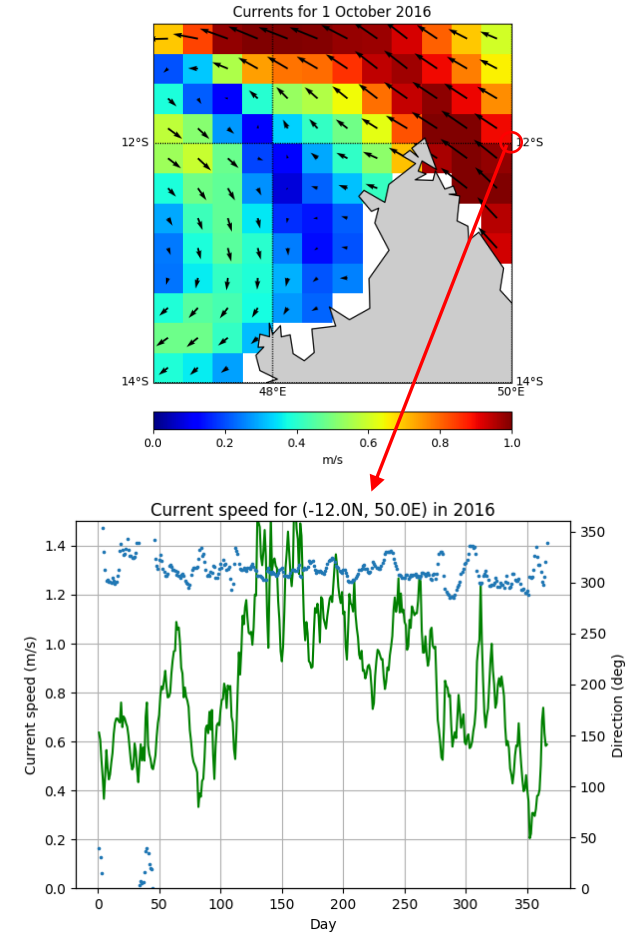 Currents for 1 October 2016
12°S
12°S
14°S
14°S
48°E
50°E
0.0 0.2 0.4 0.6 0.8 1.0
m/s
Current speed for (-12.0N, 50.0E) in 2016
1.4
1.2
1.0
0.8
0.6
0.4
0.2
0.0
Current speed (m/s)
350
300
250
200
150
100
50
0
Direction (deg)
0 50 100 150 200 250 300 350
Day